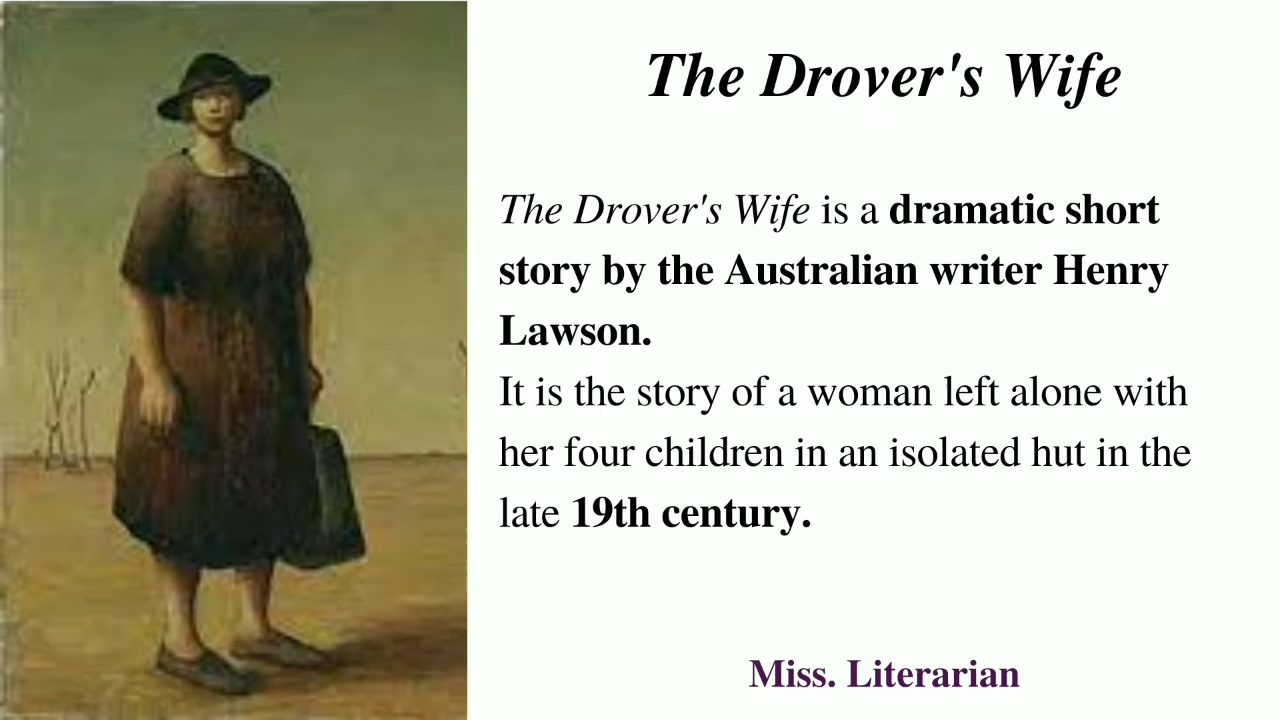 The Drover's Wife
The Drover's Wife is a dramatic short
story by the Australian writer Henry
Lawson.
It is the story of a woman left alone with
her four children in an isolated hut in the
late 19th century.
Miss. Literarian